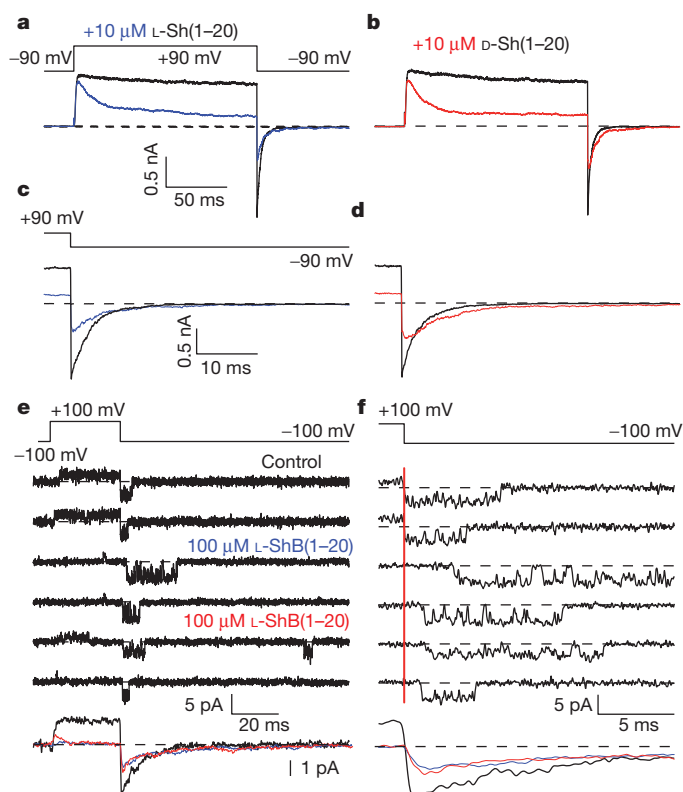 a
b
+10 μM L-Sh(1–20)
+10 μM D-Sh(1–20)
−90 mV
+90 mV
−90 mV
0.5 nA
50 ms
c
d
+90 mV
−90 mV
0.5 nA
10 ms
e
f
+100 mV
−100 mV
−100 mV
+100 mV
−100 mV
Control
100 μM L-ShB(1–20)
100 μM L-ShB(1–20)
5 pA
20 ms
5 pA
5 ms
1 pA